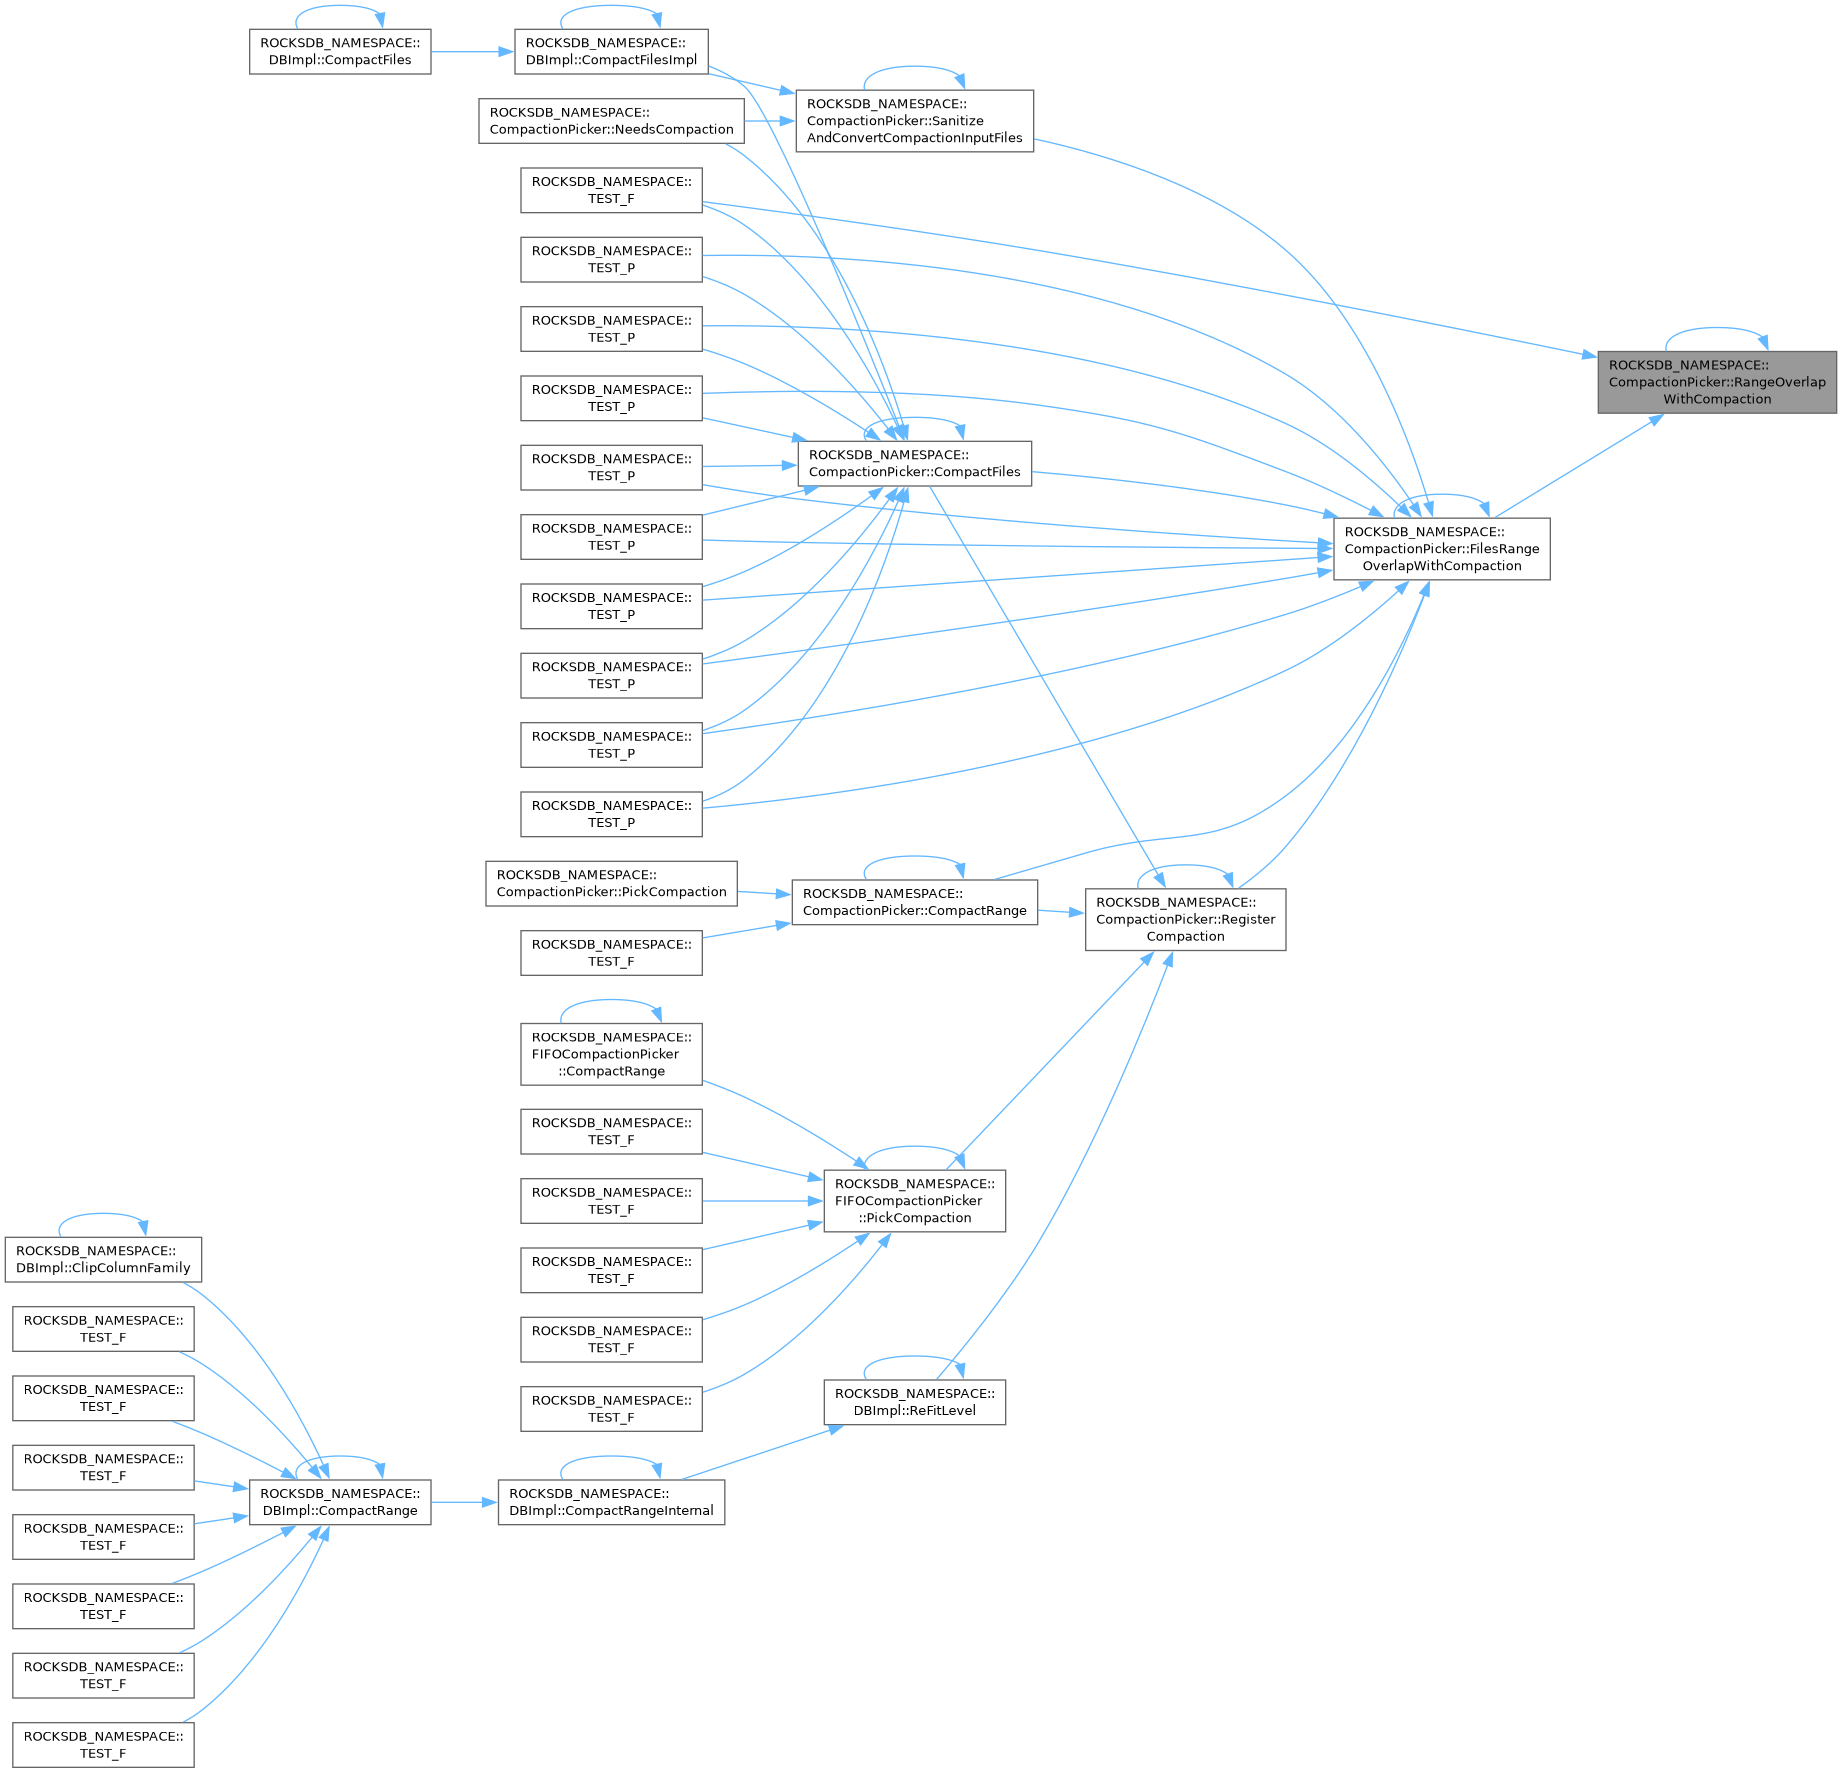 ROCKSDB_NAMESPACE::
DBImpl::CompactFiles
ROCKSDB_NAMESPACE::
DBImpl::CompactFilesImpl
ROCKSDB_NAMESPACE::
CompactionPicker::Sanitize
AndConvertCompactionInputFiles
ROCKSDB_NAMESPACE::
CompactionPicker::NeedsCompaction
ROCKSDB_NAMESPACE::
TEST_F
ROCKSDB_NAMESPACE::
TEST_P
ROCKSDB_NAMESPACE::
TEST_P
ROCKSDB_NAMESPACE::
CompactionPicker::RangeOverlap
WithCompaction
ROCKSDB_NAMESPACE::
TEST_P
ROCKSDB_NAMESPACE::
TEST_P
ROCKSDB_NAMESPACE::
CompactionPicker::CompactFiles
ROCKSDB_NAMESPACE::
TEST_P
ROCKSDB_NAMESPACE::
CompactionPicker::FilesRange
OverlapWithCompaction
ROCKSDB_NAMESPACE::
TEST_P
ROCKSDB_NAMESPACE::
TEST_P
ROCKSDB_NAMESPACE::
TEST_P
ROCKSDB_NAMESPACE::
TEST_P
ROCKSDB_NAMESPACE::
CompactionPicker::PickCompaction
ROCKSDB_NAMESPACE::
CompactionPicker::CompactRange
ROCKSDB_NAMESPACE::
CompactionPicker::Register
Compaction
ROCKSDB_NAMESPACE::
TEST_F
ROCKSDB_NAMESPACE::
FIFOCompactionPicker
::CompactRange
ROCKSDB_NAMESPACE::
TEST_F
ROCKSDB_NAMESPACE::
TEST_F
ROCKSDB_NAMESPACE::
FIFOCompactionPicker
::PickCompaction
ROCKSDB_NAMESPACE::
TEST_F
ROCKSDB_NAMESPACE::
TEST_F
ROCKSDB_NAMESPACE::
TEST_F
ROCKSDB_NAMESPACE::
DBImpl::ReFitLevel
ROCKSDB_NAMESPACE::
DBImpl::CompactRangeInternal
ROCKSDB_NAMESPACE::
DBImpl::CompactRange
ROCKSDB_NAMESPACE::
DBImpl::ClipColumnFamily
ROCKSDB_NAMESPACE::
TEST_F
ROCKSDB_NAMESPACE::
TEST_F
ROCKSDB_NAMESPACE::
TEST_F
ROCKSDB_NAMESPACE::
TEST_F
ROCKSDB_NAMESPACE::
TEST_F
ROCKSDB_NAMESPACE::
TEST_F
ROCKSDB_NAMESPACE::
TEST_F